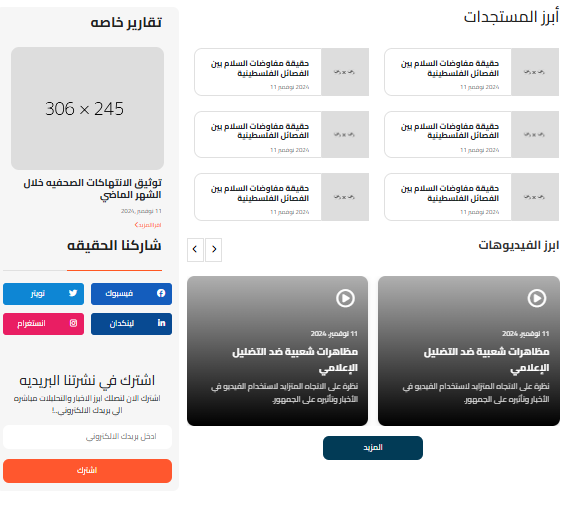 أبرز المستجدات
حقيقة مفاوضات السلام بين
الفصائل الفلسطينية
11 نوفمبر 2024
حقيقة مفاوضات السلام بين
الفصائل الفلسطينية
11 نوفمبر 2024
حقيقة مفاوضات السلام بين
الفصائل الفلسطينية
11 نوفمبر 2024
حقيقة مفاوضات السلام بين
الفصائل الفلسطينية
11 نوفمبر 2024
حقيقة مفاوضات السلام بين
الفصائل الفلسطينية
11 نوفمبر 2024
حقيقة مفاوضات السلام بين
الفصائل الفلسطينية
11 نوفمبر 2024
ابرز الفيديوهات
11 نوفمبر، 2024
مظاهرات شعبية ضد التضليل
الإعلامي
نظرة على الاتجاه المتزايد لاستخدام الفيديو في
الأخبار وتأثيره على الجمهور.
11 نوفمبر، 2024
مظاهرات شعبية ضد التضليل
الإعلامي
نظرة على الاتجاه المتزايد لاستخدام الفيديو في
الأخبار وتأثيره على الجمهور.
المزيد
تقارير خاصه
306 × 245
توثيق الانتهاكات الصحفيه خلال
الشهر الماضي
11 نوفمبر ,2024
اقرا المزيد
شاركنا الحقيقه
فيسبوك
تويتر
لينكدان
انستغرام
اشترك في نشرتنا البريديه
اشترك الان لتصلك ابرز الاخبار والتحليلات مباشره
الي بريدك الالكتروني..!
ادخل بريدك الالكتروني
اشترك